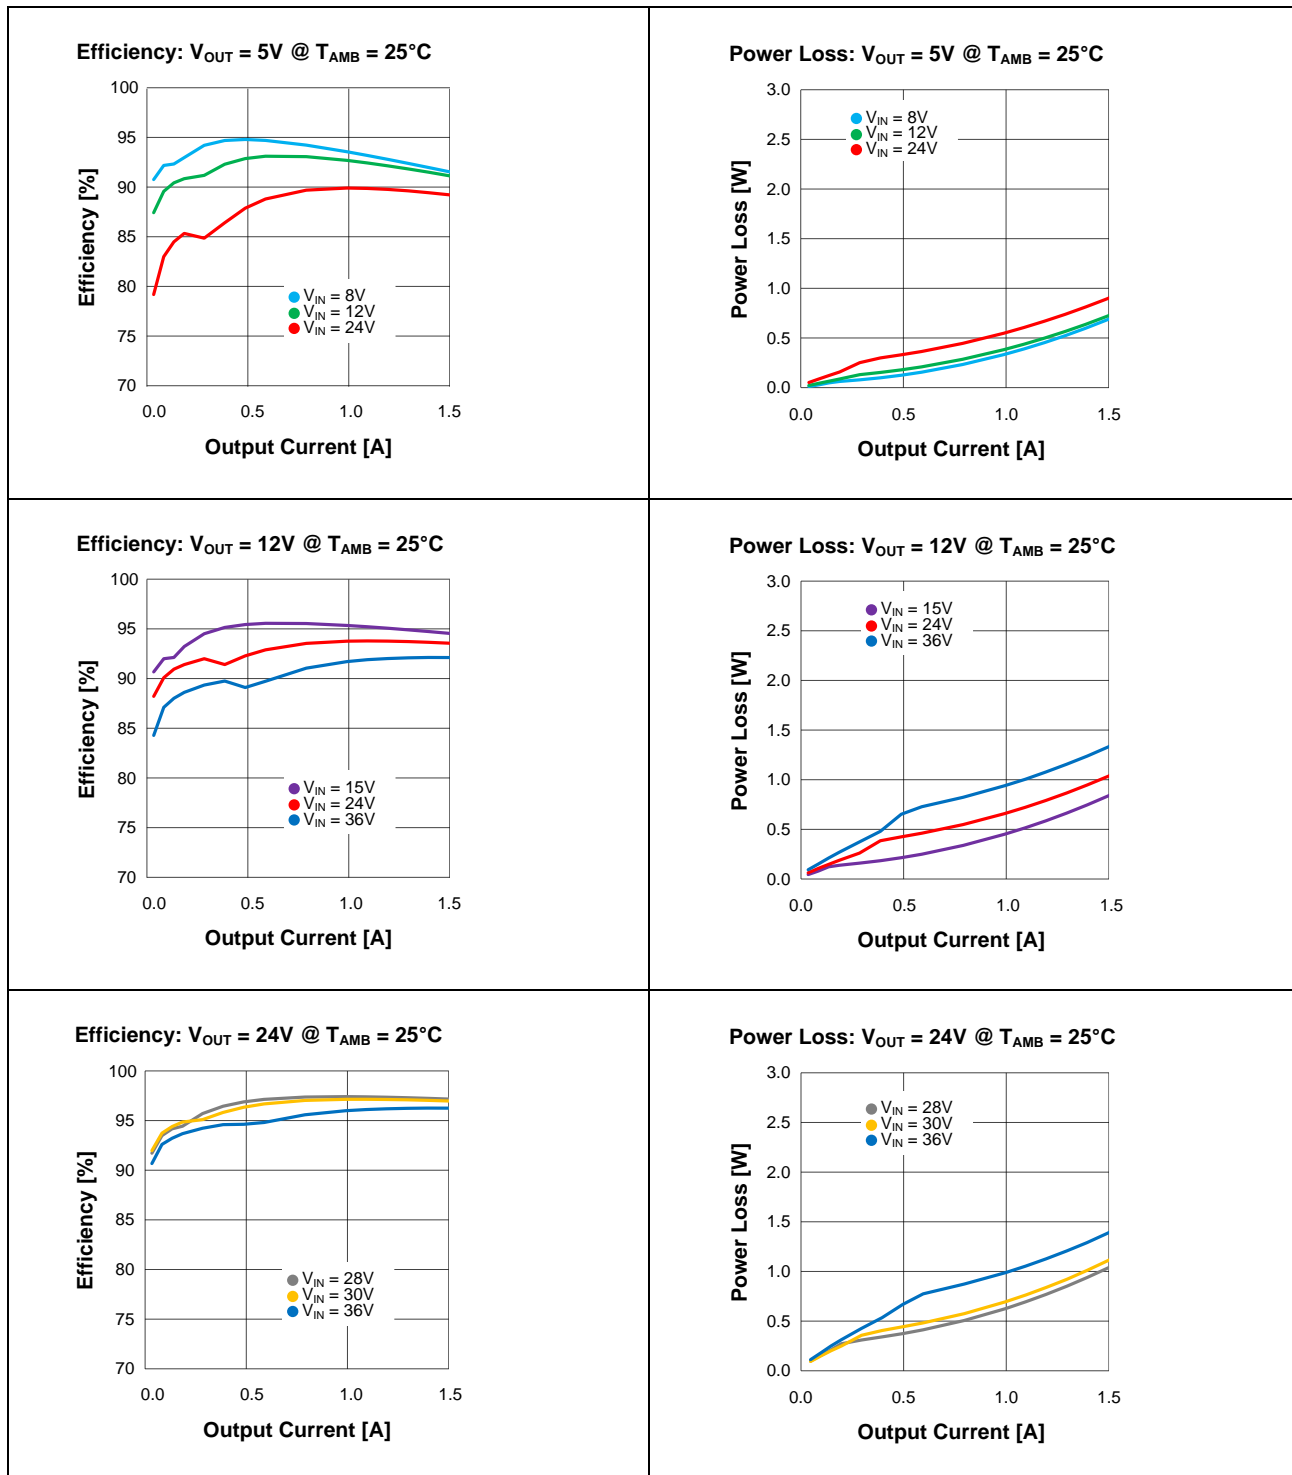 Efficiency: VOUT = 5V @ TAMB = 25°C
100
95
90
85
80
75
70
Efficiency [%]
VIN = 8V
VIN = 12V
VIN = 24V
0.0 0.5 1.0 1.5
Output Current [A]
Power Loss: VOUT = 5V @ TAMB = 25°C
3.0
2.5
2.0
1.5
1.0
0.5
0.0
Power Loss [W]
VIN = 8V
VIN = 12V
VIN = 24V
0.0 0.5 1.0 1.5
Output Current [A]
Efficiency: VOUT = 12V @ TAMB = 25°C
100
95
90
85
80
75
70
Efficiency [%]
VIN = 15V
VIN = 24V
VIN = 36V
0.0 0.5 1.0 1.5
Output Current [A]
Power Loss: VOUT = 12V @ TAMB = 25°C
3.0
2.5
2.0
1.5
1.0
0.5
0.0
Power Loss [W]
VIN = 15V
VIN = 24V
VIN = 36V
0.0 0.5 1.0 1.5
Output Current [A]
Efficiency: VOUT = 24V @ TAMB = 25°C
100
95
90
85
80
75
70
Efficiency [%]
VIN = 28V
VIN = 30V
VIN = 36V
0.0 0.5 1.0 1.5
Output Current [A]
Power Loss: VOUT = 24V @ TAMB = 25°C
3.0
2.5
2.0
1.5
1.0
0.5
0.0
Power Loss [W]
VIN = 28V
VIN = 30V
VIN = 36V
0.0 0.5 1.0 1.5
Output Current [A]